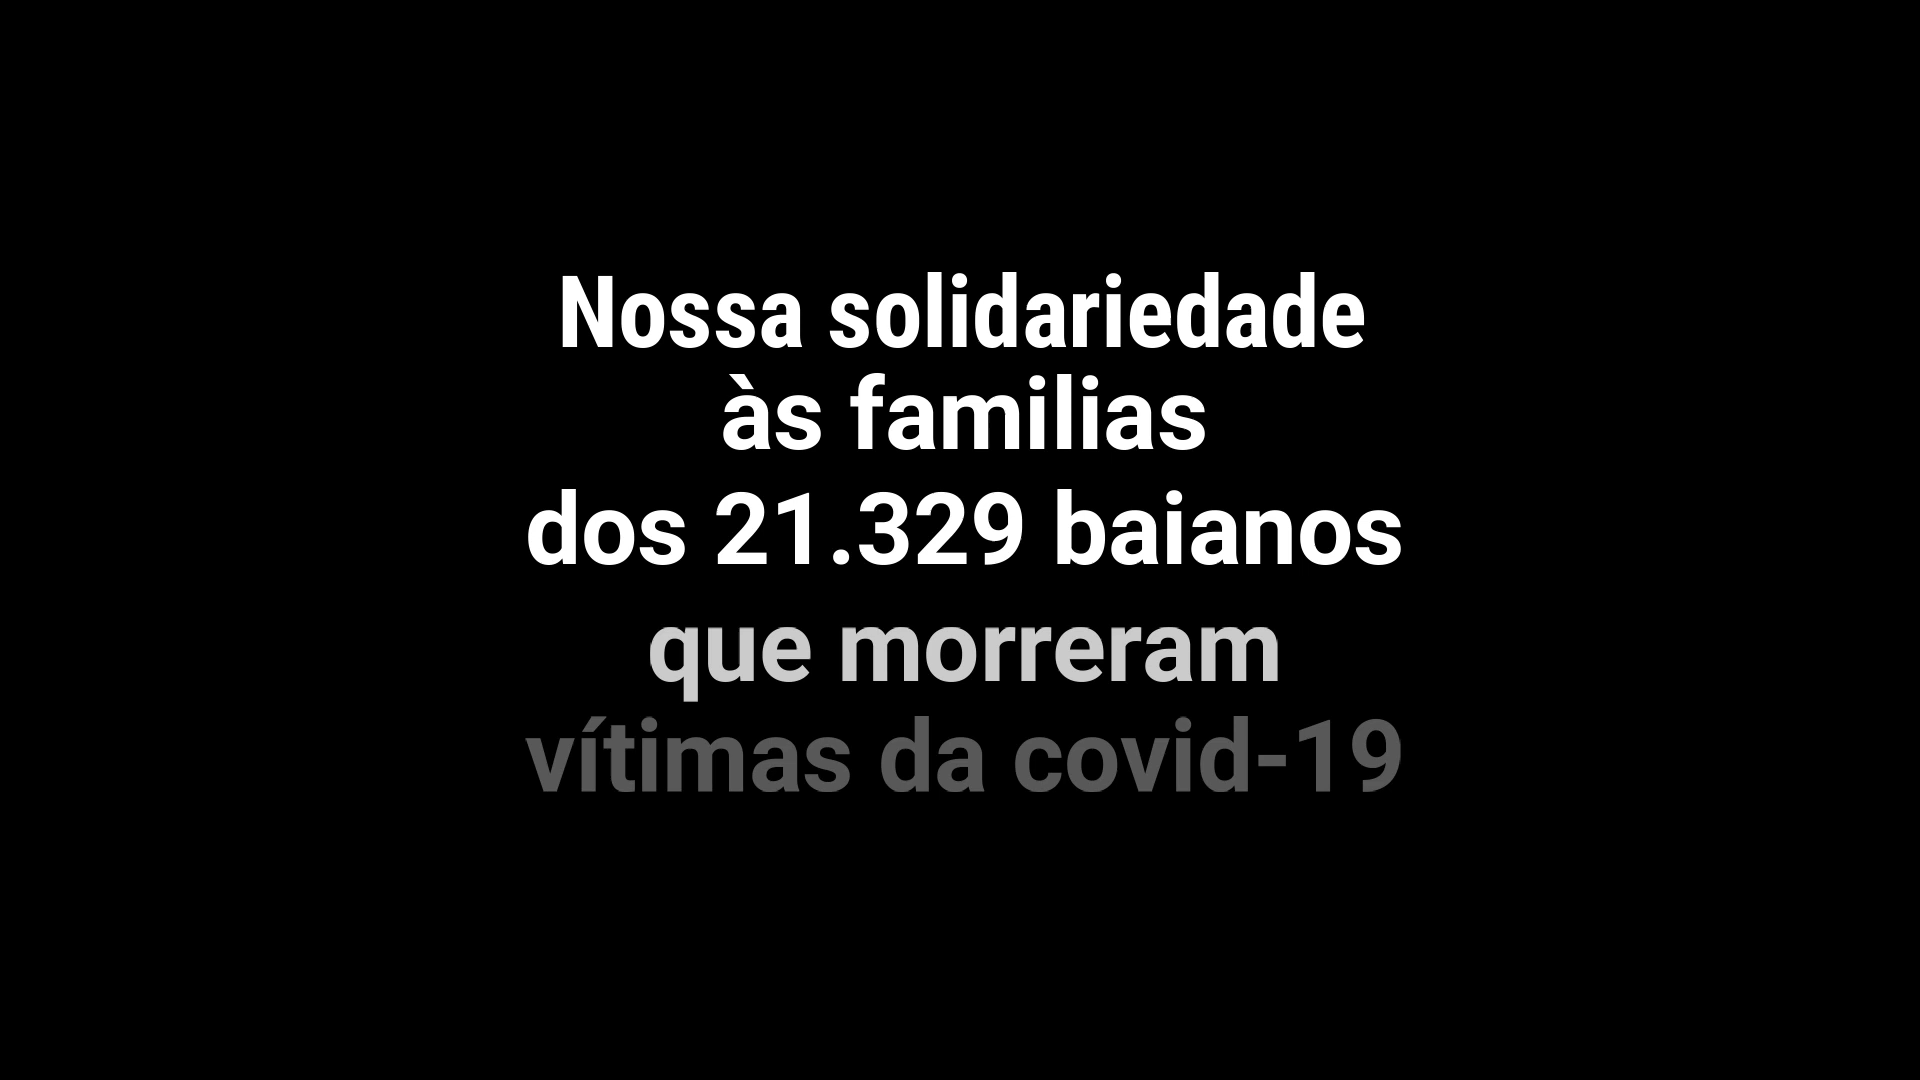 Nossa solidariedade
às familias
dos 21.329 baianos
que morreram
vítimas da covid-19